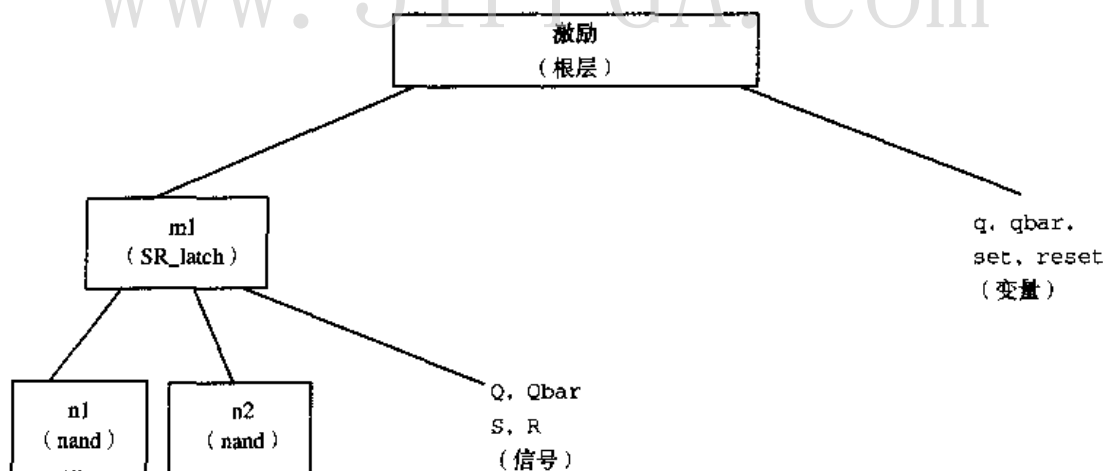 激励
(根层)
m1
(SR_latch)
q, qbar,
set, reset
(变量)
n1
(nand)
n2
(nand)
Q, Qbar
S, R
(信号)